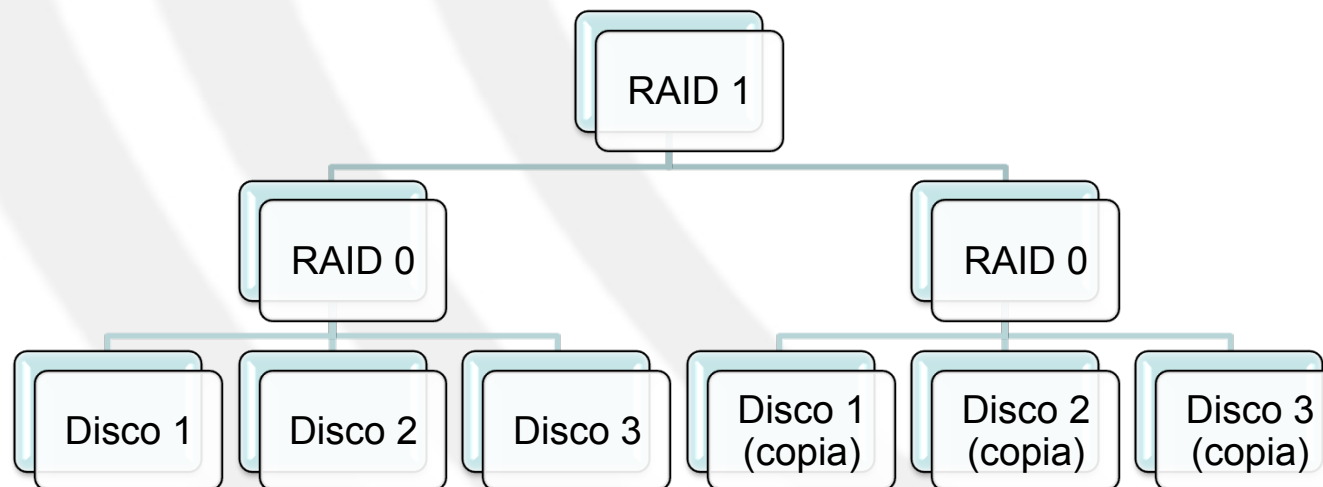 RAID 1
RAID 0
RAID 0
Disco 1
Disco 2
Disco 3
Disco 1
(copia)
Disco 2
(copia)
Disco 3
(copia)